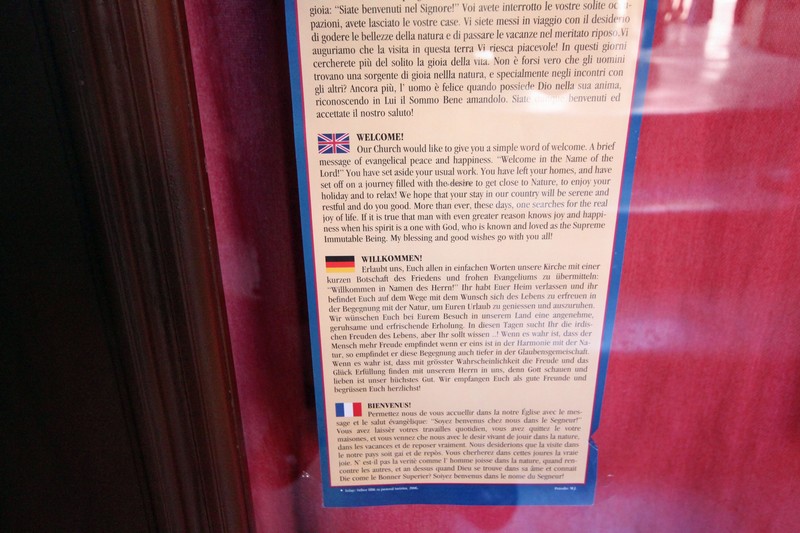 gioia: "Siate benvenuti nel Signore!" Voi avete interrotto le vostre solite occu-
pazioni, avete lasciato le vostre case. Vi siete messi in viaggio con il desiderio
di godere le bellezze della natura e di passare le vacanze nel meritato riposo. Vi
auguriamo che la visita in questa terra Vi riesca piacevole! In questi giorni
cercherete più del solito la gioia della vita. Non è forsi vero che gli uomini
trovano una sorgente di gioia nellla natura, e specialmente negli incontri con
gli altri? Ancora più, l' uomo è felice quando possiede Dio nella sua anima,
riconoscendo in Lui il Sommo Bene amandolo. Siate benvenuti ed
accettate il nostro saluto!
WELCOME!
Our Church would like to give you a simple word of welcome. A brief
message of evangelical peace and happiness. "Welcome in the Name of the
Lord!" You have set aside your usual work. You have left your homes, and have
set off on a journey filled with the desire to get close to Nature, to enjoy your
holiday and to relax! We hope that your stay in our country will be serene and
restful and do you good. More than ever, these days, one searches for the real
joy of life. If it is true that man with even greater reason knows joy and happi-
ness when his spirit is a one with God, who is known and loved as the Supreme
Immutable Being. My blessing and good wishes go with you all!
WILLKOMMEN!
Erlaubt uns, Euch allen in einfachen Worten unsere Kirche mit einer
kurzen Botschaft des Friedens und frohen Evangeliums zu übermitteln:
"Willkommen in Namen des Herrn!" Ihr habt Euer Heim verlassen und ihr
befindet Euch auf dem Wege mit dem Wunsch sich des Lebens zu erfreuen in
der Begegnung mit der Natur, um Euren Urlaub zu geniessen und auszuruhen.
Wir wünschen Euch bei Eurem Besuch in unserem Land eine angenehme,
geruhsame und erfrischende Erholung. In diesen Tagen sucht Ihr die irdis-
chen Freuden des Lebens, aber Ihr sollt wissen ..! Wenn es wahr ist, dass der
Mensch mehr Freude empfindet wenn er eins ist in der Harmonie mit der Na-
tur, so empfindet er diese Begegnung auch tiefer in der Glaubensgemeischaft.
Wenn es wahr ist, dass mit grösster Wahrscheinlichkeit die Freude und das
Glück Erfüllung finden mit unserem Herrn in uns, denn Gott schauen und
lieben ist unser höchstes Gut. Wir empfangen Euch als gute Freunde und
begrüssen Euch herzlichst!
BIENVENUS!
Permettez nous de vous accuellir dans la notre Église avec le mes-
sage et le salut évangélique: "Soyez benvenus chez nous dans le Segneur!"
Vous avez laissér votres travailles quotidien, vous avez quittez le votre
maisones, et vous vennez che nous avec le desir vivant de jouir dans la nature,
dans les vacances et de reposer vraiment. Nous desiderions que la visite dans
le notre pays soit gai et de repôs. Vous chercherez dans cettes jours la vraie
joie. N' est-il pas la verité comme l' homme joisse dans la nature, quand ren-
contre les autres, et an dessus quand Dieu se trouve dans sa âme et connait
Die come le Bonner Superier? Soiyez benvenus dans le nome du Segneur!